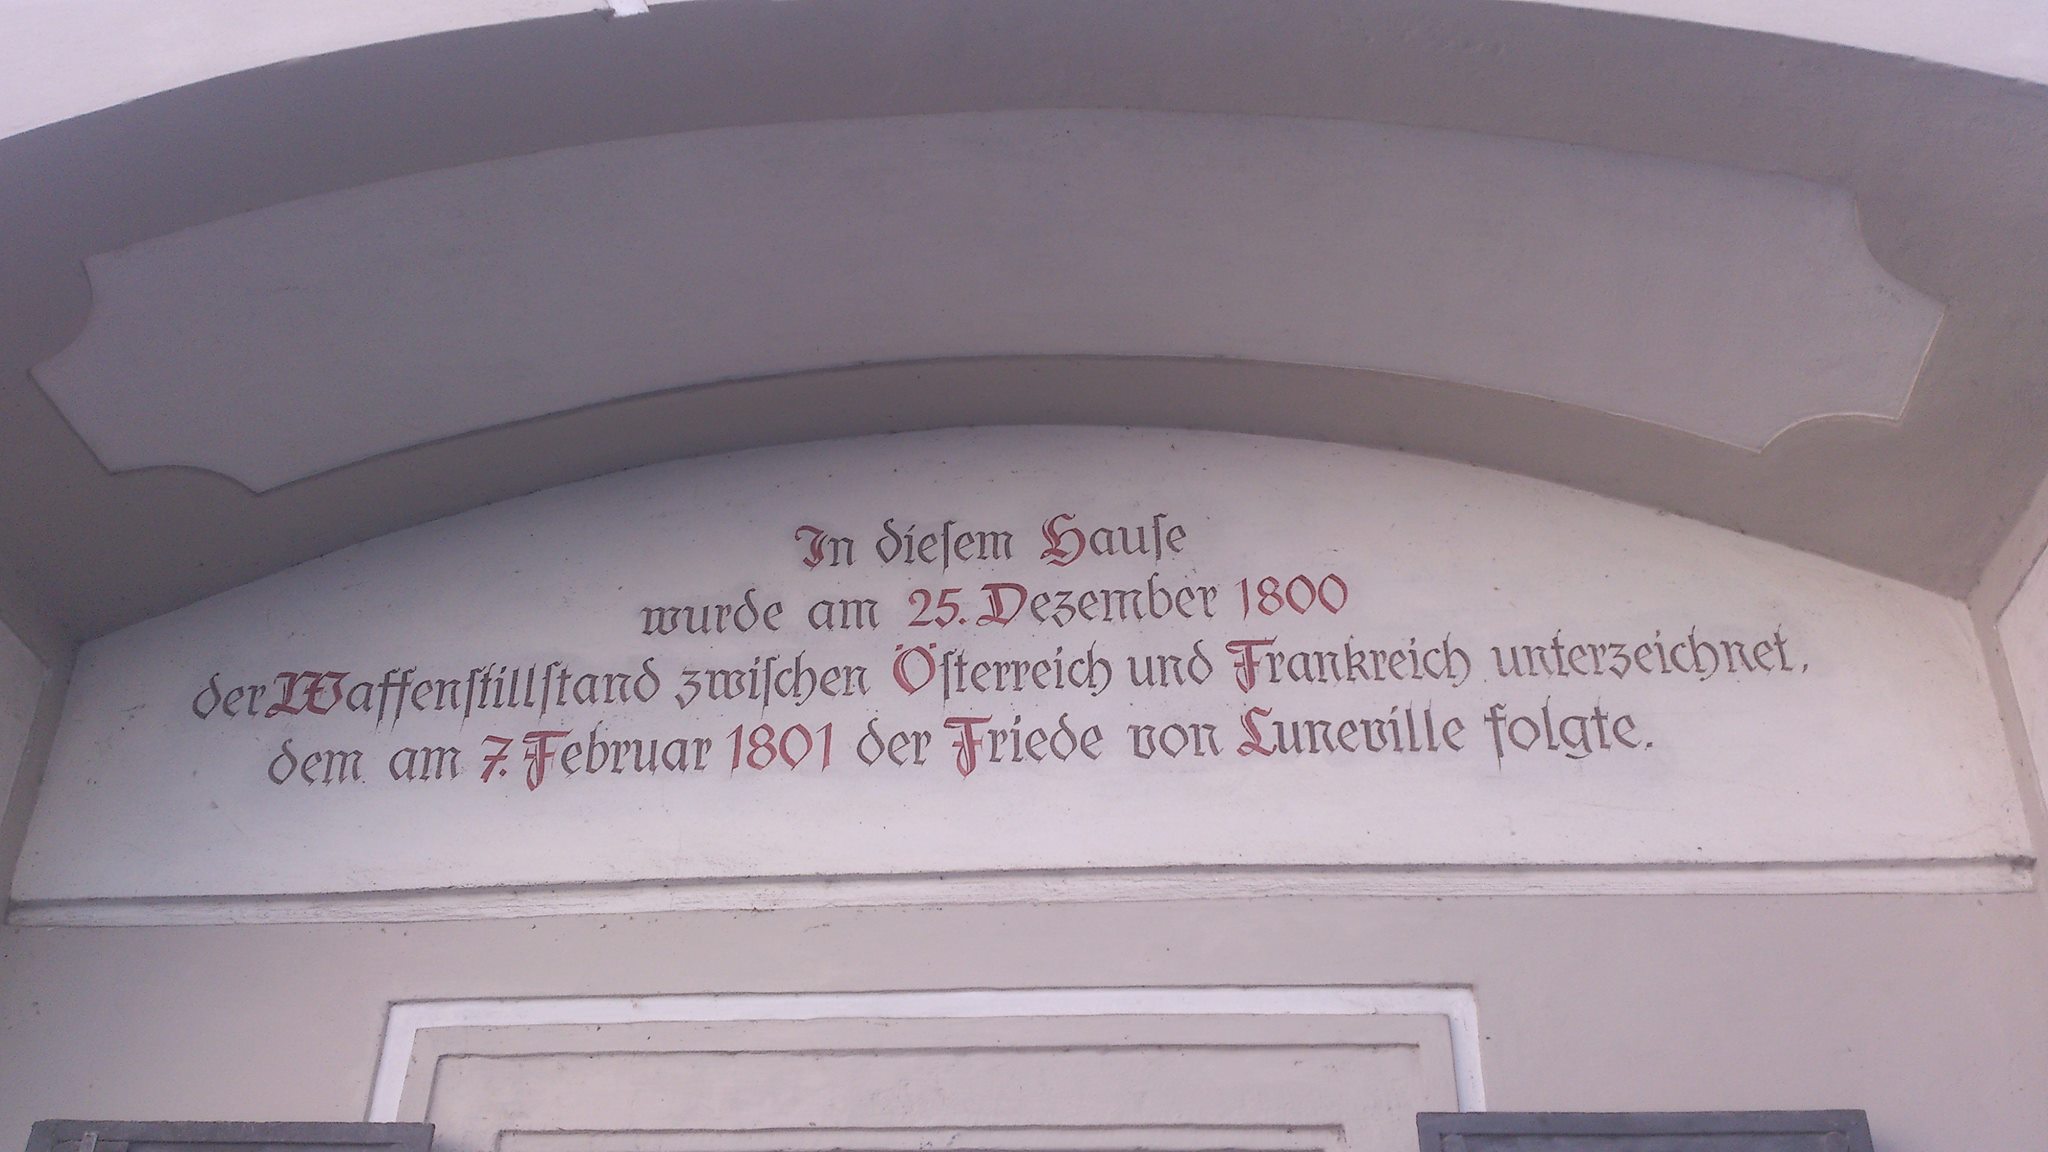 In dieſem Hauſe
wurde am 25. Dezember 1800
der Waffenſtillſtand zwiſchen Öſterreich und Frankreich unterzeichnet,
dem am 7. Februar 1801 der Friede von Luneville folgte.